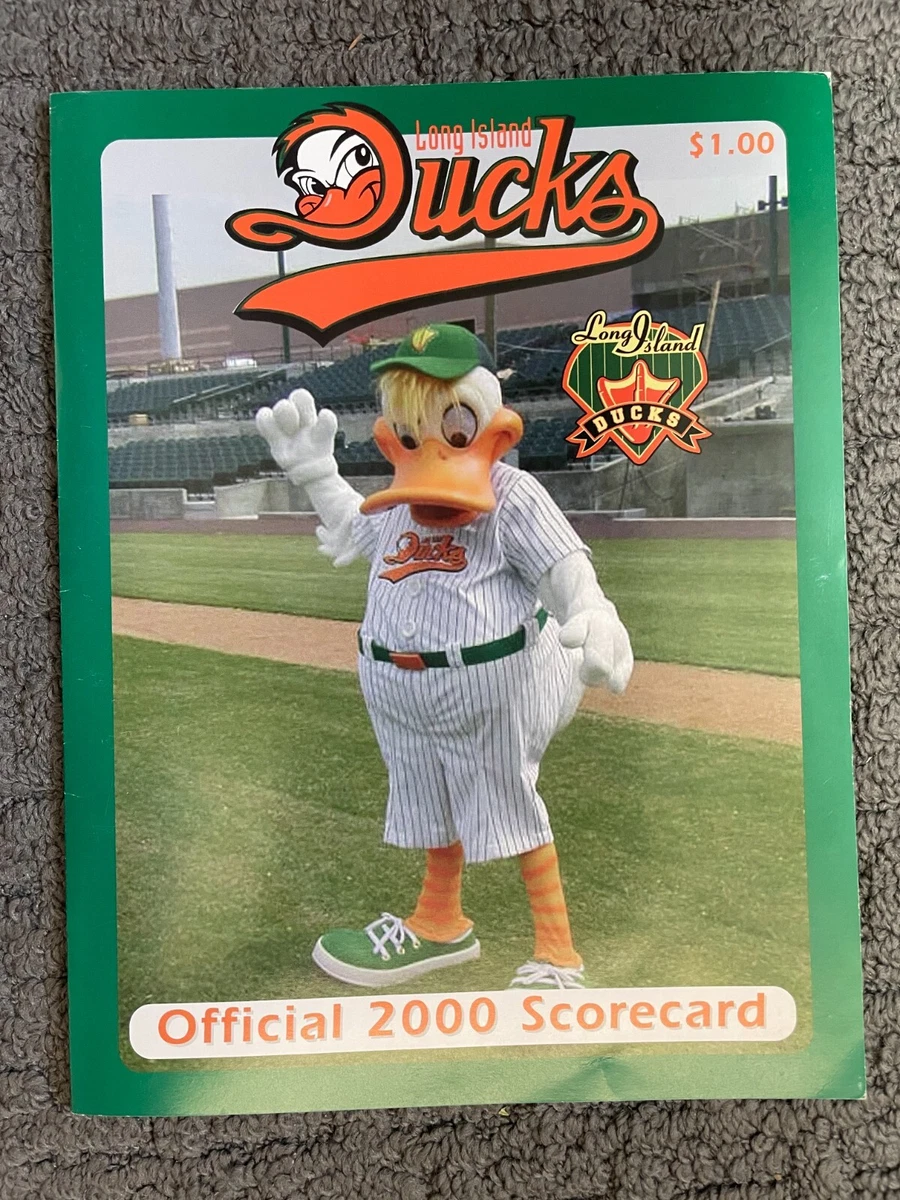 Long Island
Ducks
$1.00
Long Island
DUCKS
Ducks
Official 2000 Scorecard